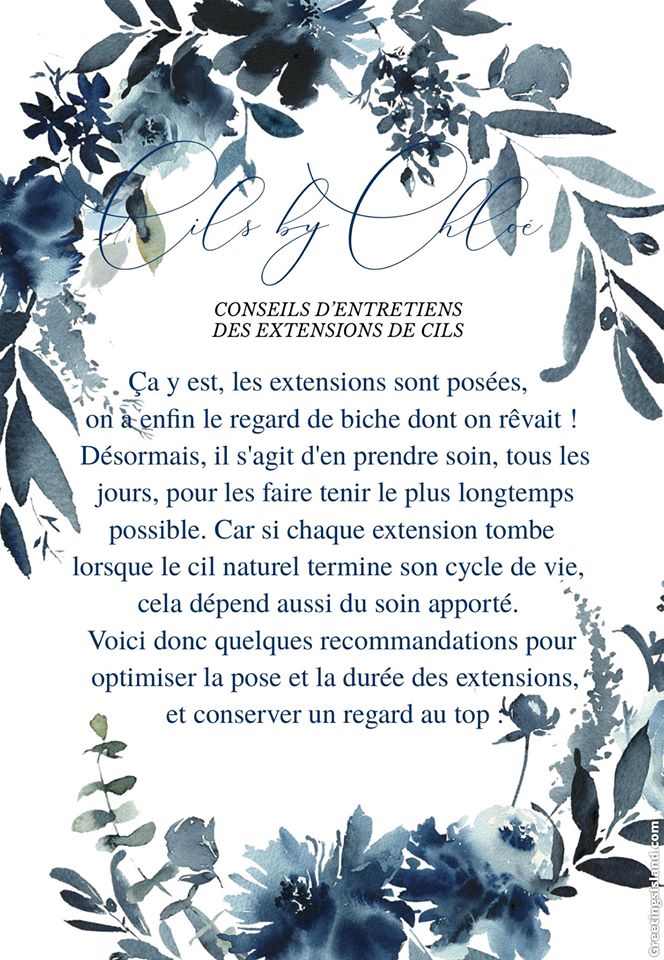 Cils by Chloé
CONSEILS D’ENTRETIENS
DES EXTENSIONS DE CILS
Ça y est, les extensions sont posées,
on a enfin le regard de biche dont on rêvait !
Désormais, il s'agit d'en prendre soin, tous les
jours, pour les faire tenir le plus longtemps
possible. Car si chaque extension tombe
lorsque le cil naturel termine son cycle de vie,
cela dépend aussi du soin apporté.
Voici donc quelques recommandations pour
optimiser la pose et la durée des extensions,
et conserver un regard au top :
GreetingsIsland.com